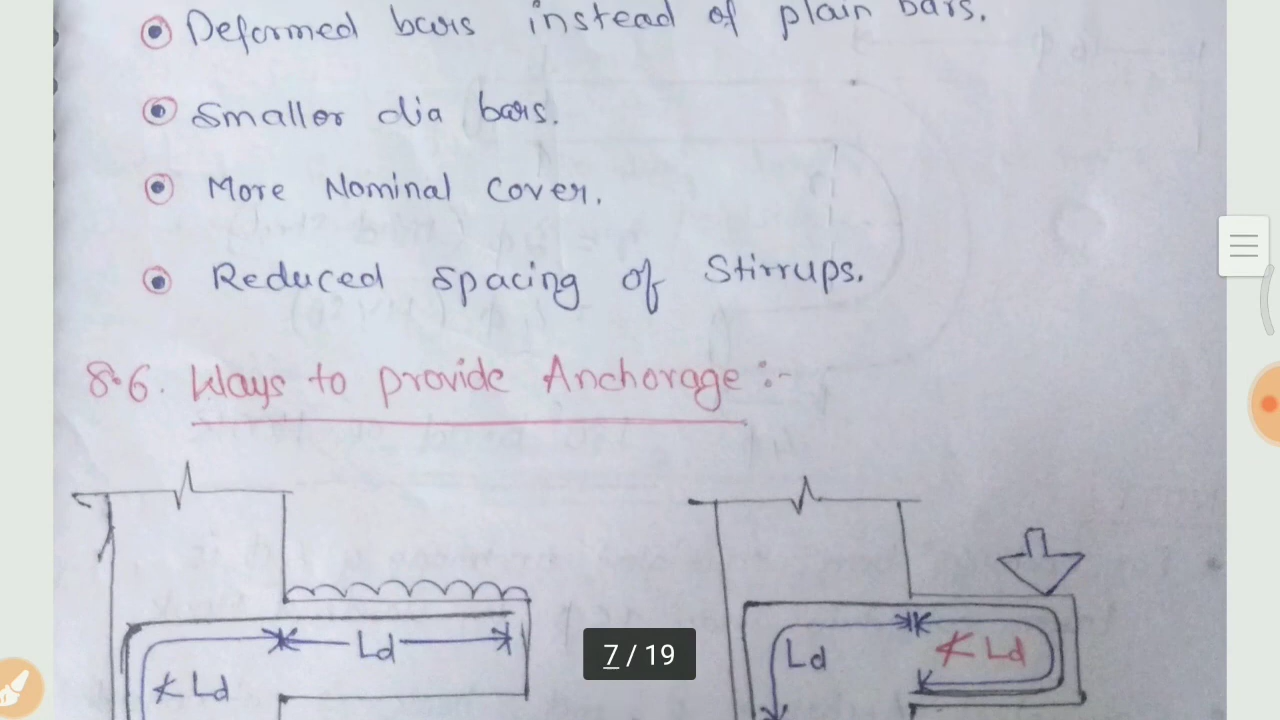 Deformed bars instead of plain bars.
Smaller dia bars.
More Nominal Cover.
Reduced spacing of Stirrups.
8.6. Ways to provide Anchorage :-
Ld
≮ Ld
Ld
≮ Ld
7 / 19